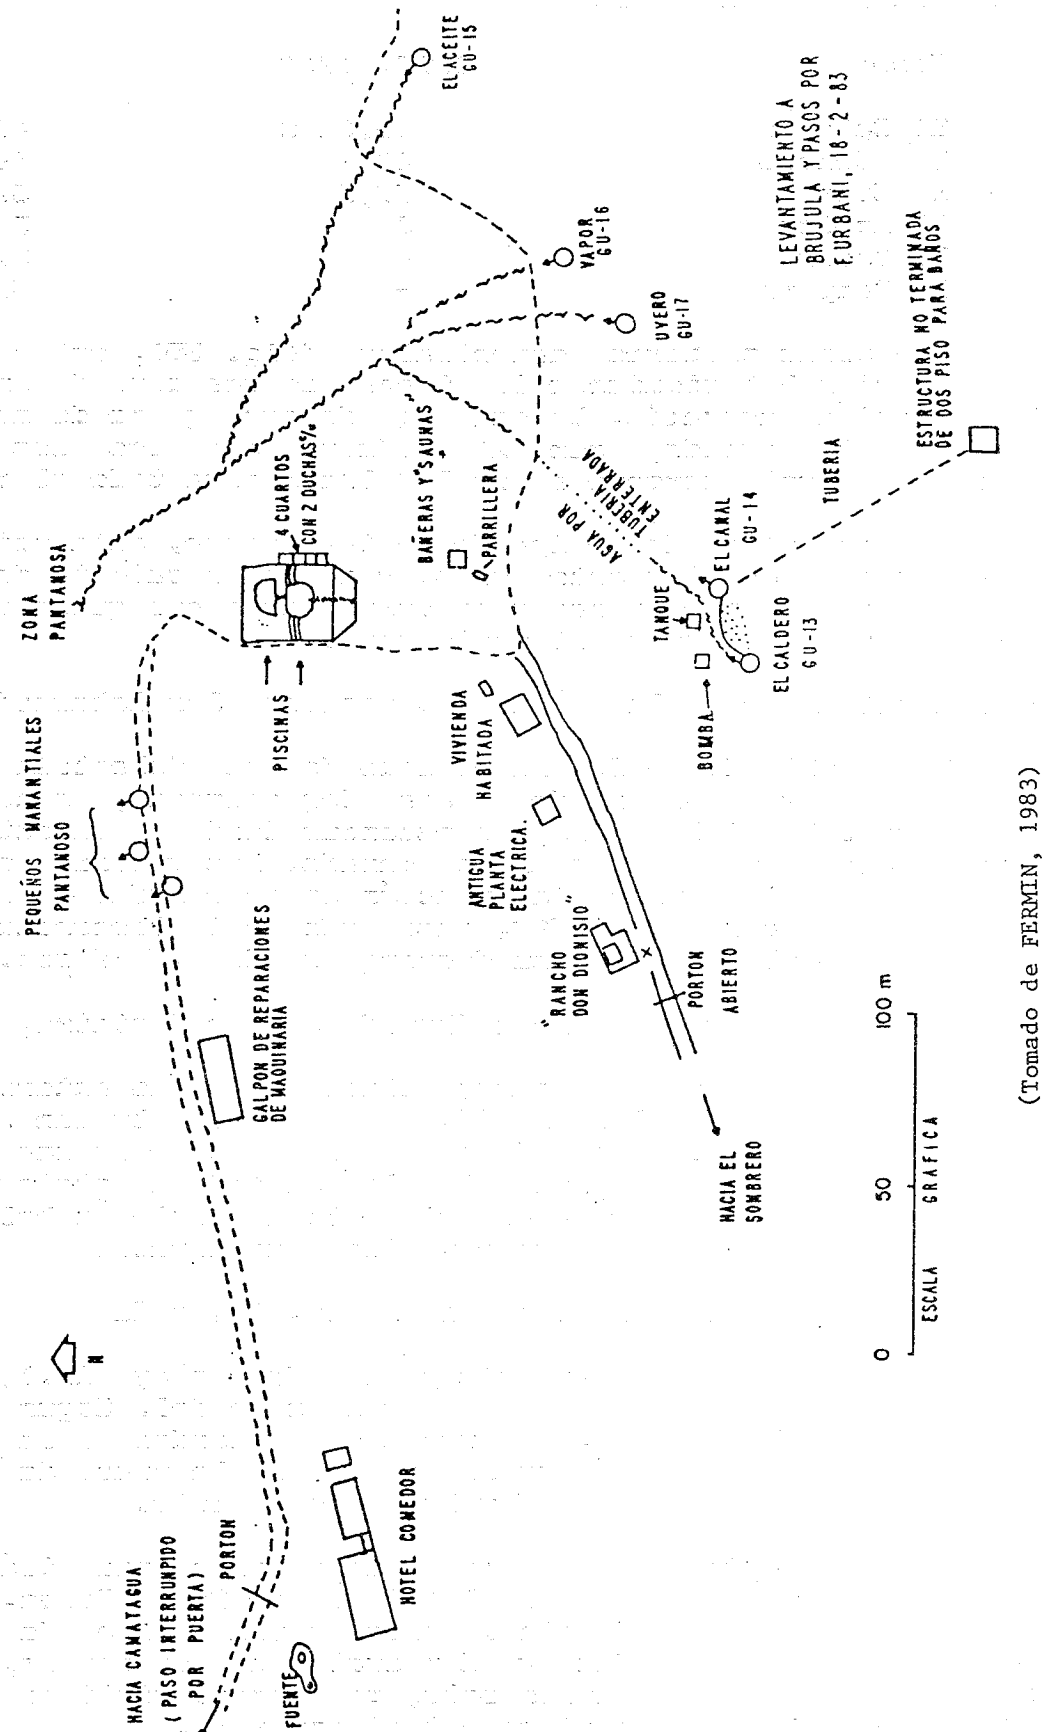 HACIA CAMATAGUA
( PASO INTERRUMPIDO
POR PUERTA)
PORTON
FUENTE
HOTEL COMEDOR
N
GALPON DE REPARACIONES
DE MAQUINARIA
PEQUEÑOS MANANTIALES
PANTANOSO
ZONA
PANTANOSA
PISCINAS
4 CUARTOS
CON 2 DUCHAS c/u
BAÑERAS Y "SAUNAS"
PARRILLERA
VIVIENDA
HABITADA
ANTIGUA
PLANTA
ELECTRICA.
"RANCHO
DON DIONISIO"
PORTON
ABIERTO
HACIA EL
SOMBRERO
EL ACEITE
GU-15
VAPOR
GU-16
UVERO
GU-17
AGUA POR
TUBERIA
ENTERRADA
TANQUE
BOMBA
EL CANAL
GU-14
EL CALDERO
GU-13
TUBERIA
ESTRUCTURA NO TERMINADA
DE DOS PISO PARA BAÑOS
LEVANTAMIENTO A
BRUJULA Y PASOS POR
F.URBANI, 18-2-83
0 50 100 m
ESCALA GRAFICA
(Tomado de FERMIN, 1983)